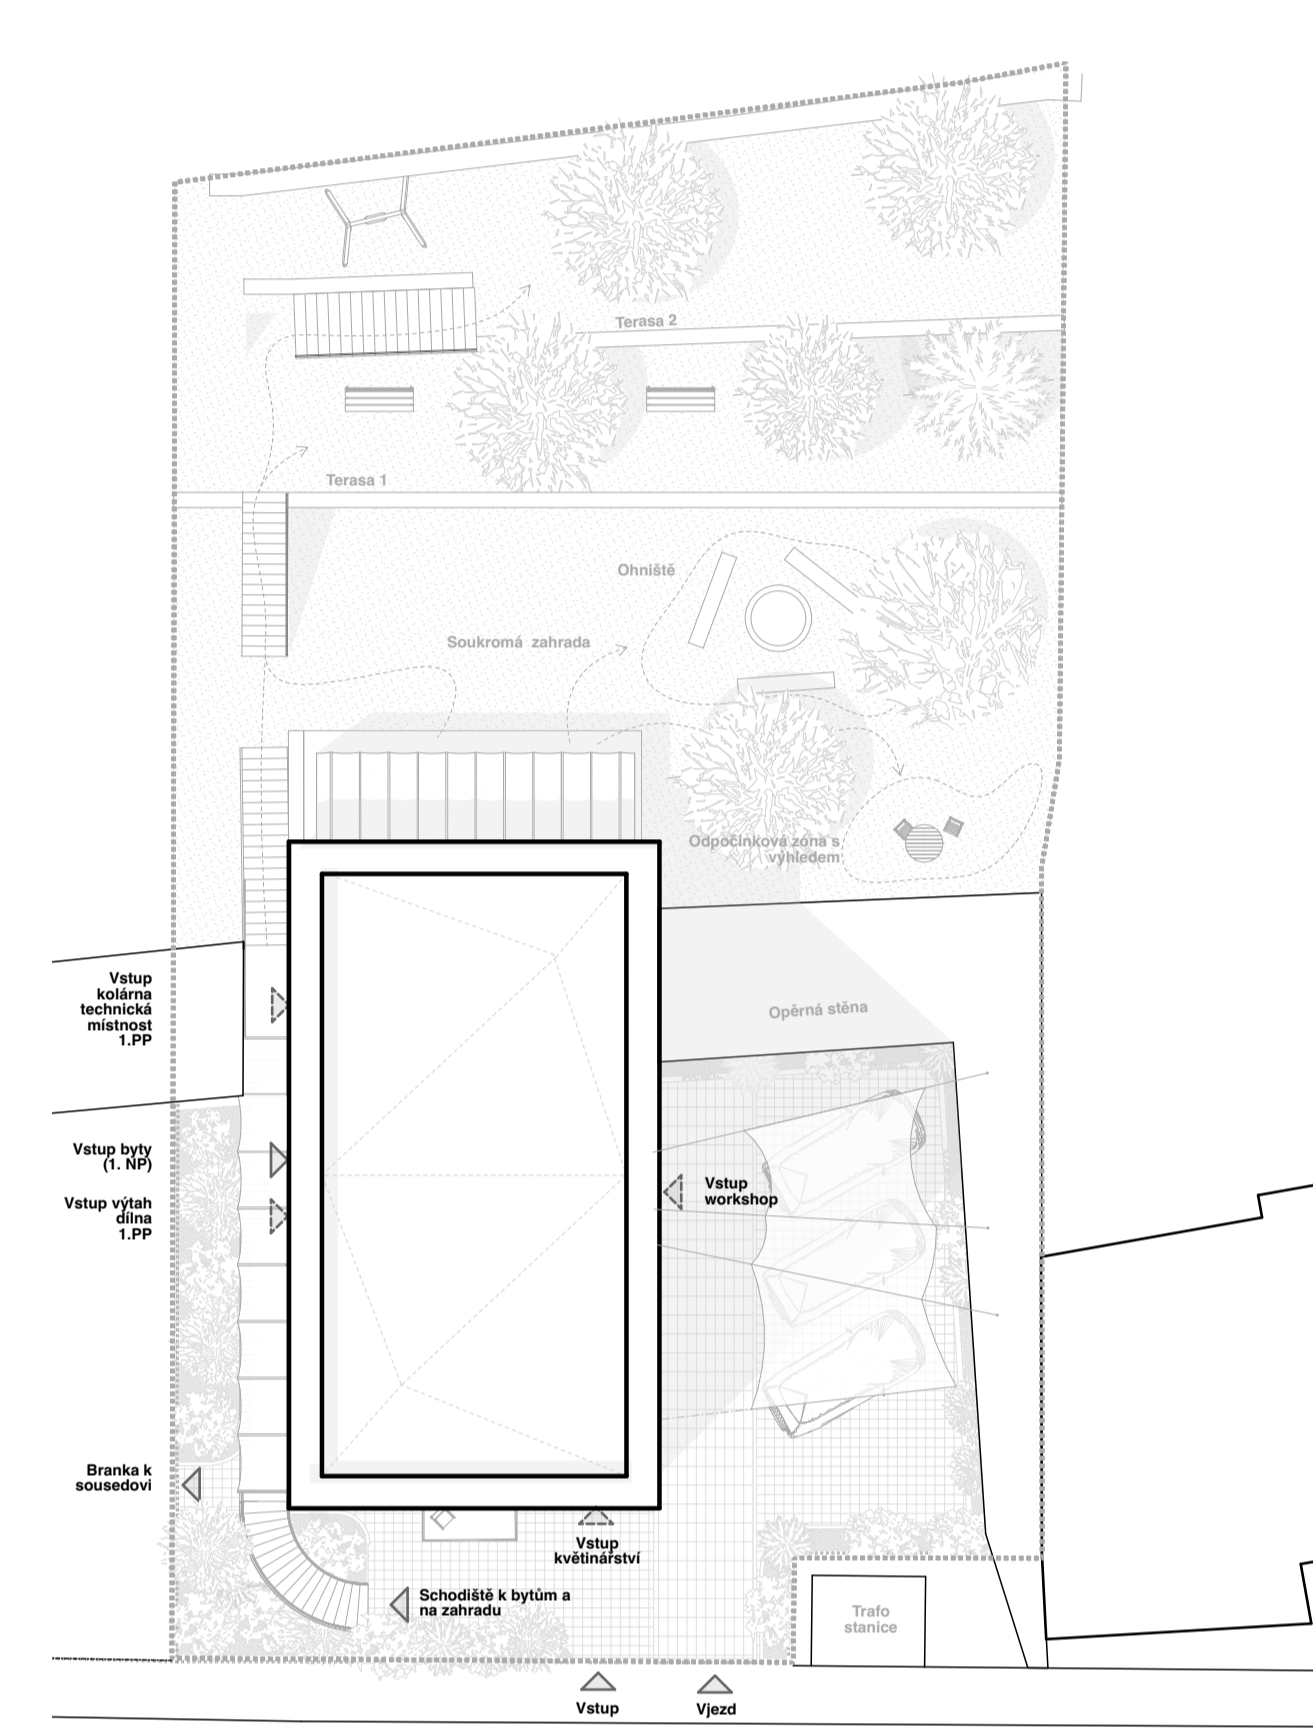 Terasa 2
Terasa 1
Ohniště
Soukromá zahrada
Odpočinková zóna s
výhledem
Vstup
kolárna
technická
místnost
1.PP
Opěrná stěna
Vstup byty
(1. NP)
Vstup výtah
dílna
1.PP
Vstup
workshop
Branka k
sousedovi
Vstup
květinářství
Schodiště k bytům a
na zahradu
Trafo
stanice
Vstup
Vjezd